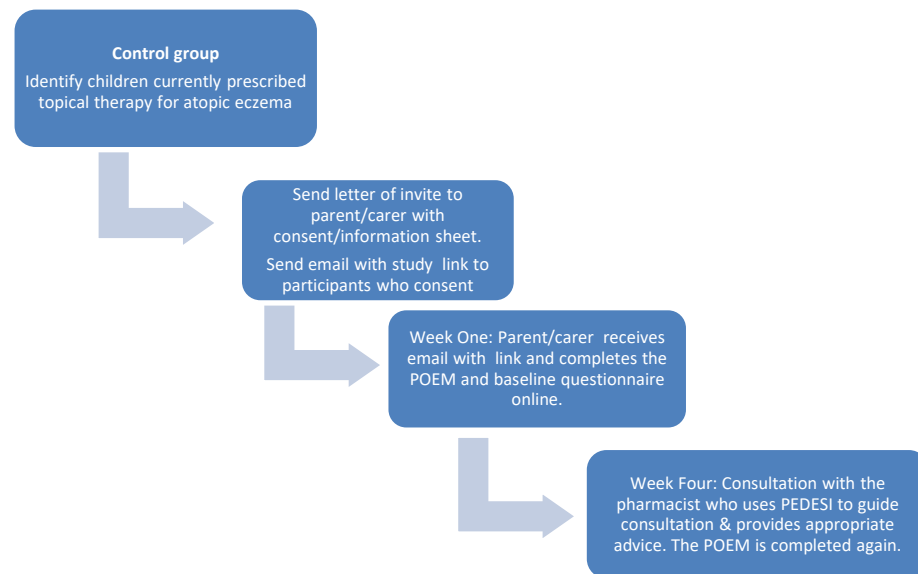 Control group
Identify children currently prescribed
topical therapy for atopic eczema
Send letter of invite to
parent/carer with
consent/information sheet.
Send email with study link to
participants who consent
Week One: Parent/carer receives
email with link and completes the
POEM and baseline questionnaire
online.
Week Four: Consultation with the
pharmacist who uses PEDESI to guide
consultation & provides appropriate
advice. The POEM is completed again.